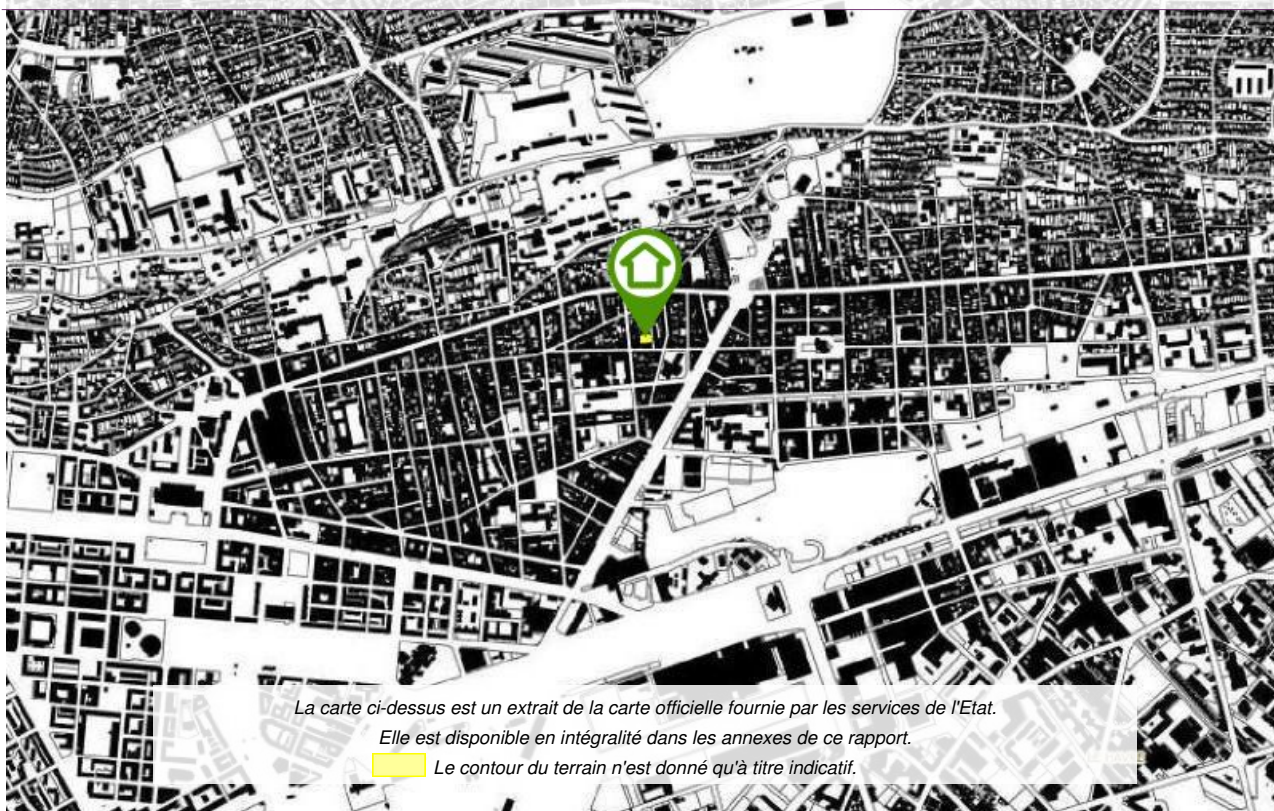 La carte ci-dessus est un extrait de la carte officielle fournie par les services de l'Etat.
Elle est disponible en intégralité dans les annexes de ce rapport.
Le contour du terrain n'est donné qu'à titre indicatif.